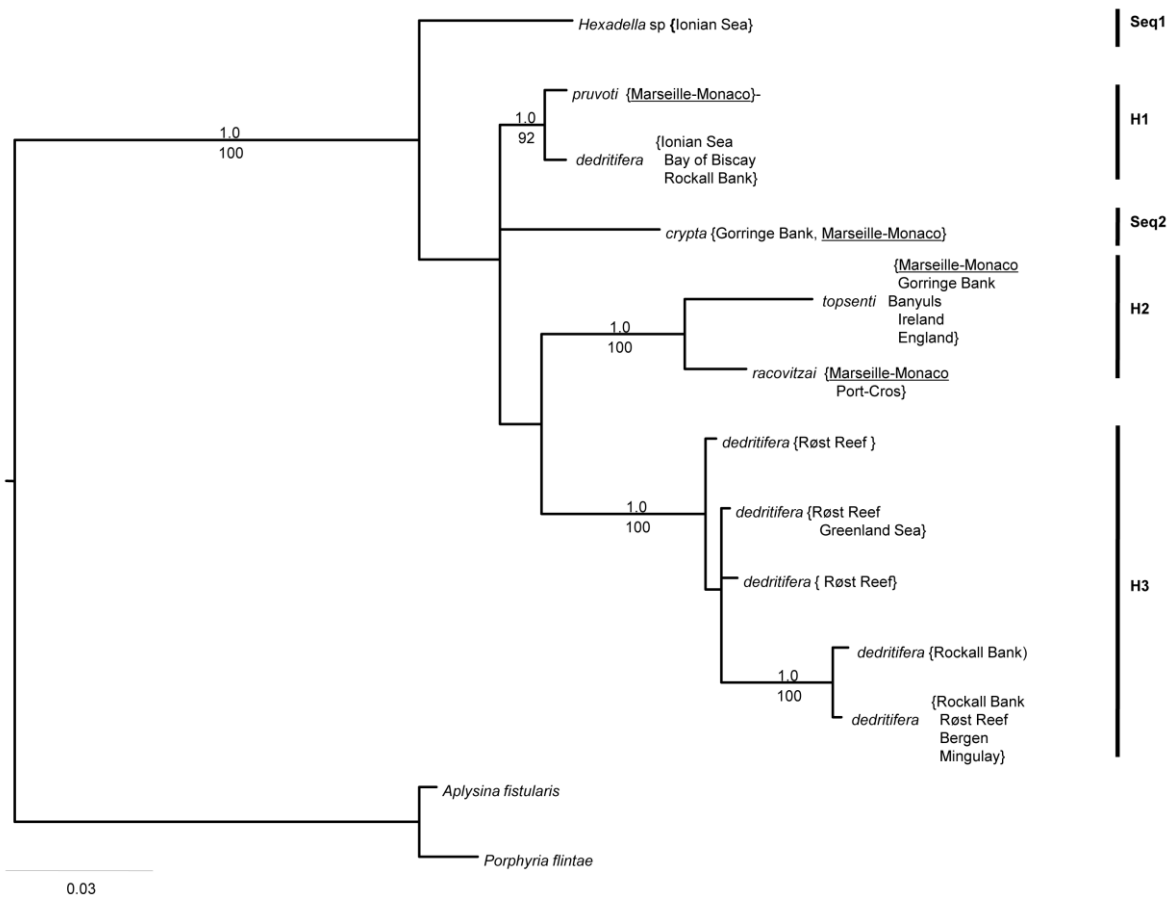 Hexadella sp {Ionian Sea}
Seq1
pruvoti {Marseille-Monaco}-
H1
1.0
92
1.0
100
{Ionian Sea
dedritifera Bay of Biscay
Rockall Bank}
Seq2
crypta {Gorringe Bank, Marseille-Monaco}
{Marseille-Monaco
Gorringe Bank
topsenti Banyuls
H2
Ireland
1.0
100
England}
racovitzai {Marseille-Monaco
Port-Cros}
dedritifera {Røst Reef }
1.0
100
dedritifera {Røst Reef
Greenland Sea}
dedritifera { Røst Reef}
H3
dedritifera {Rockall Bank)
1.0
100
{Rockall Bank
dedritifera Røst Reef
Bergen
Mingulay}
Aplysina fistularis
Porphyria flintae
0.03